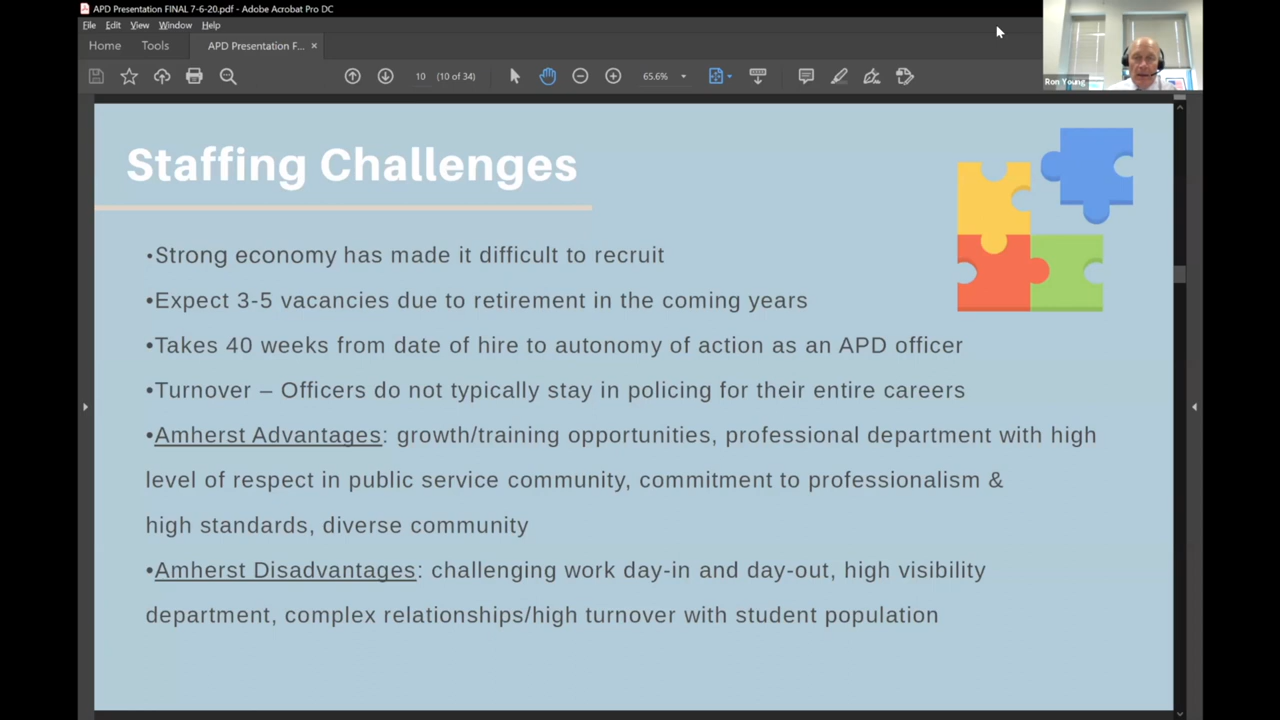 APD Presentation FINAL 7-6-20.pdf - Adobe Acrobat Pro DC
File Edit View Window Help
Home Tools APD Presentation F... ×
10 (10 of 34) 65.6%
Ron Young
Staffing Challenges
•Strong economy has made it difficult to recruit
•Expect 3-5 vacancies due to retirement in the coming years
•Takes 40 weeks from date of hire to autonomy of action as an APD officer
•Turnover – Officers do not typically stay in policing for their entire careers
•Amherst Advantages: growth/training opportunities, professional department with high
level of respect in public service community, commitment to professionalism &
high standards, diverse community
•Amherst Disadvantages: challenging work day-in and day-out, high visibility
department, complex relationships/high turnover with student population